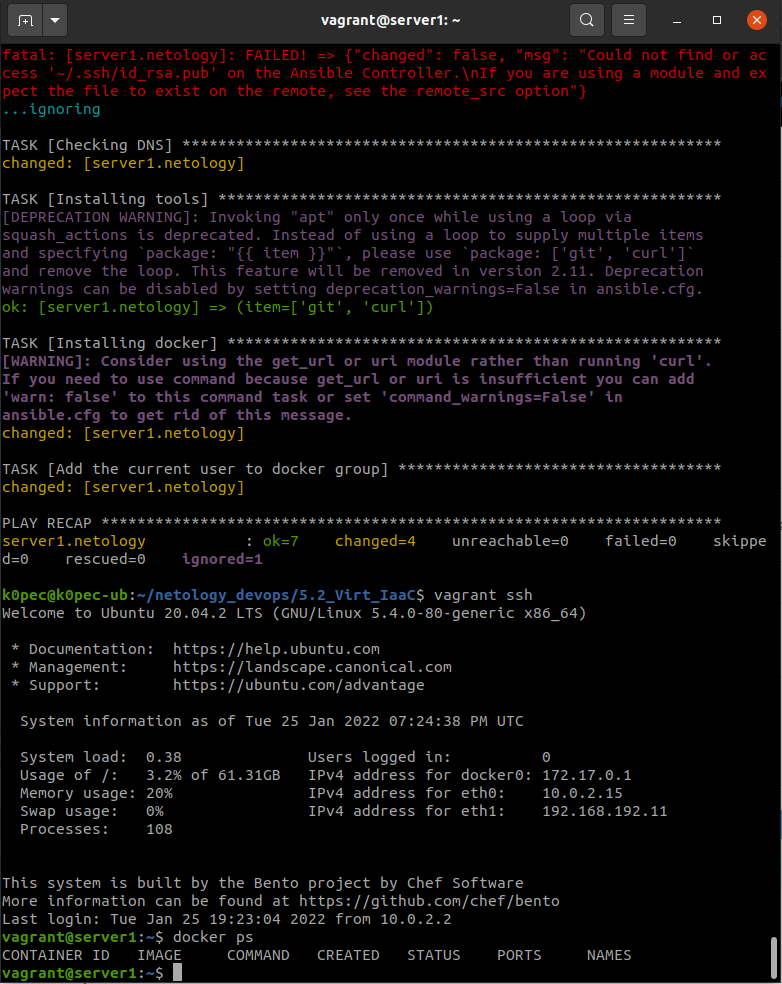 vagrant@server1: ~
fatal: [server1.netology]: FAILED! => {"changed": false, "msg": "Could not find or ac
cess '~/.ssh/id_rsa.pub' on the Ansible Controller.\nIf you are using a module and ex
pect the file to exist on the remote, see the remote_src option"}
...ignoring
TASK [Checking DNS] ************************************************************
changed: [server1.netology]
TASK [Installing tools] ********************************************************
[DEPRECATION WARNING]: Invoking "apt" only once while using a loop via
squash_actions is deprecated. Instead of using a loop to supply multiple items
and specifying `package: "{{ item }}"`, please use `package: ['git', 'curl']`
and remove the loop. This feature will be removed in version 2.11. Deprecation
warnings can be disabled by setting deprecation_warnings=False in ansible.cfg.
ok: [server1.netology] => (item=['git', 'curl'])
TASK [Installing docker] *******************************************************
[WARNING]: Consider using the get_url or uri module rather than running 'curl'.
If you need to use command because get_url or uri is insufficient you can add
'warn: false' to this command task or set 'command_warnings=False' in
ansible.cfg to get rid of this message.
changed: [server1.netology]
TASK [Add the current user to docker group] ************************************
changed: [server1.netology]
PLAY RECAP *********************************************************************
server1.netology           : ok=7    changed=4    unreachable=0    failed=0    skippe
d=0    rescued=0    ignored=1
k0pec@k0pec-ub:~/netology_devops/5.2_Virt_IaaC$ vagrant ssh
Welcome to Ubuntu 20.04.2 LTS (GNU/Linux 5.4.0-80-generic x86_64)
 * Documentation:  https://help.ubuntu.com
 * Management:     https://landscape.canonical.com
 * Support:        https://ubuntu.com/advantage
  System information as of Tue 25 Jan 2022 07:24:38 PM UTC
  System load:  0.38              Users logged in:          0
  Usage of /:   3.2% of 61.31GB   IPv4 address for docker0: 172.17.0.1
  Memory usage: 20%               IPv4 address for eth0:    10.0.2.15
  Swap usage:   0%                IPv4 address for eth1:    192.168.192.11
  Processes:    108
This system is built by the Bento project by Chef Software
More information can be found at https://github.com/chef/bento
Last login: Tue Jan 25 19:23:04 2022 from 10.0.2.2
vagrant@server1:~$ docker ps
CONTAINER ID   IMAGE     COMMAND   CREATED   STATUS    PORTS     NAMES
vagrant@server1:~$